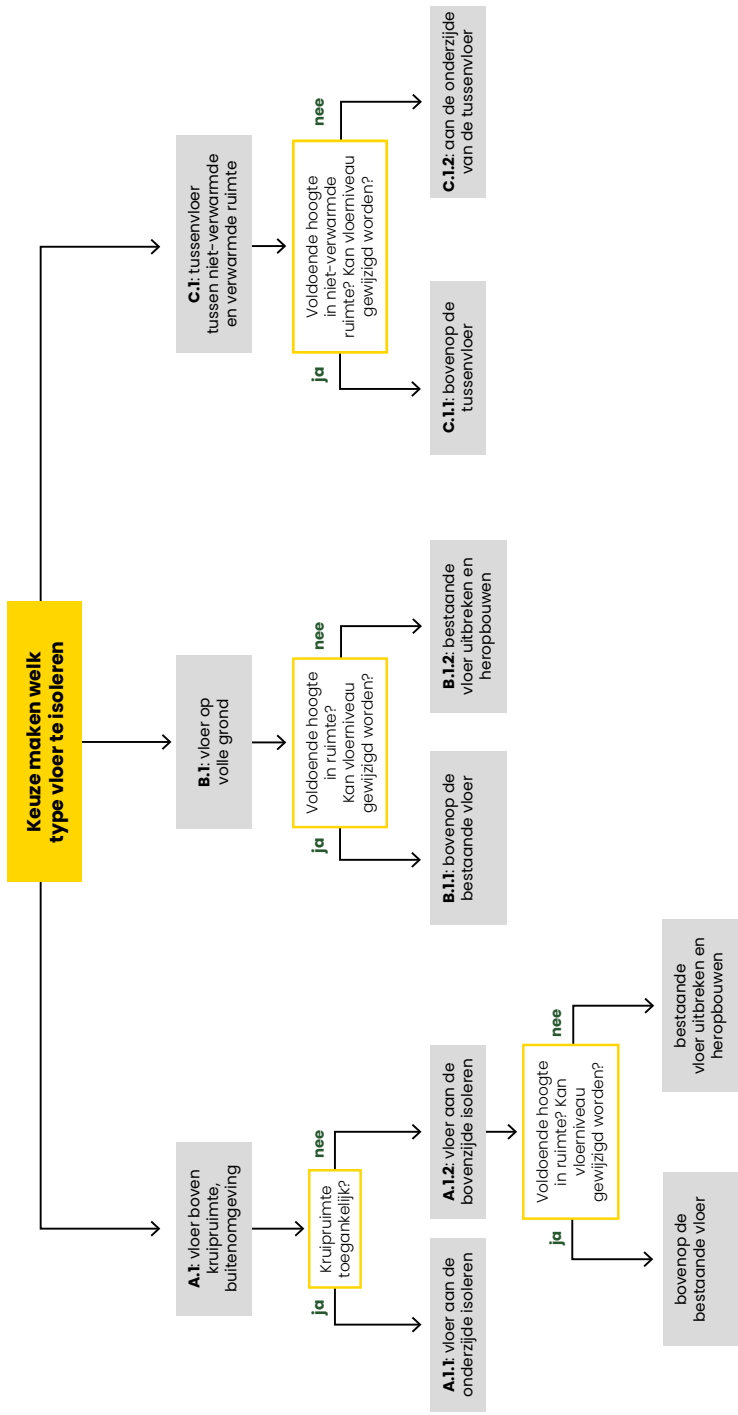 Keuze maken welk
type vloer te isoleren
A.1: vloer boven
kruipruimte,
buitenomgeving
Kruipruimte
toegankelijk?
ja
nee
A.1.1: vloer aan de
onderzijde isoleren
A.1.2: vloer aan de
bovenzijde isoleren
Voldoende hoogte
in ruimte? Kan
vloerniveau
gewijzigd worden?
ja
nee
bovenop de
bestaande vloer
bestaande
vloer uitbreken en
heropbouwen
B.1: vloer op
volle grond
Voldoende hoogte
in ruimte?
Kan vloerniveau
gewijzigd worden?
ja
nee
B.1.1: bovenop de
bestaande vloer
B.1.2: bestaande
vloer uitbreken en
heropbouwen
C.1: tussenvloer
tussen niet-verwarmde
en verwarmde ruimte
Voldoende hoogte
in niet-verwarmde
ruimte? Kan vloerniveau
gewijzigd worden?
ja
nee
C.1.1: bovenop de
tussenvloer
C.1.2: aan de onderzijde
van de tussenvloer